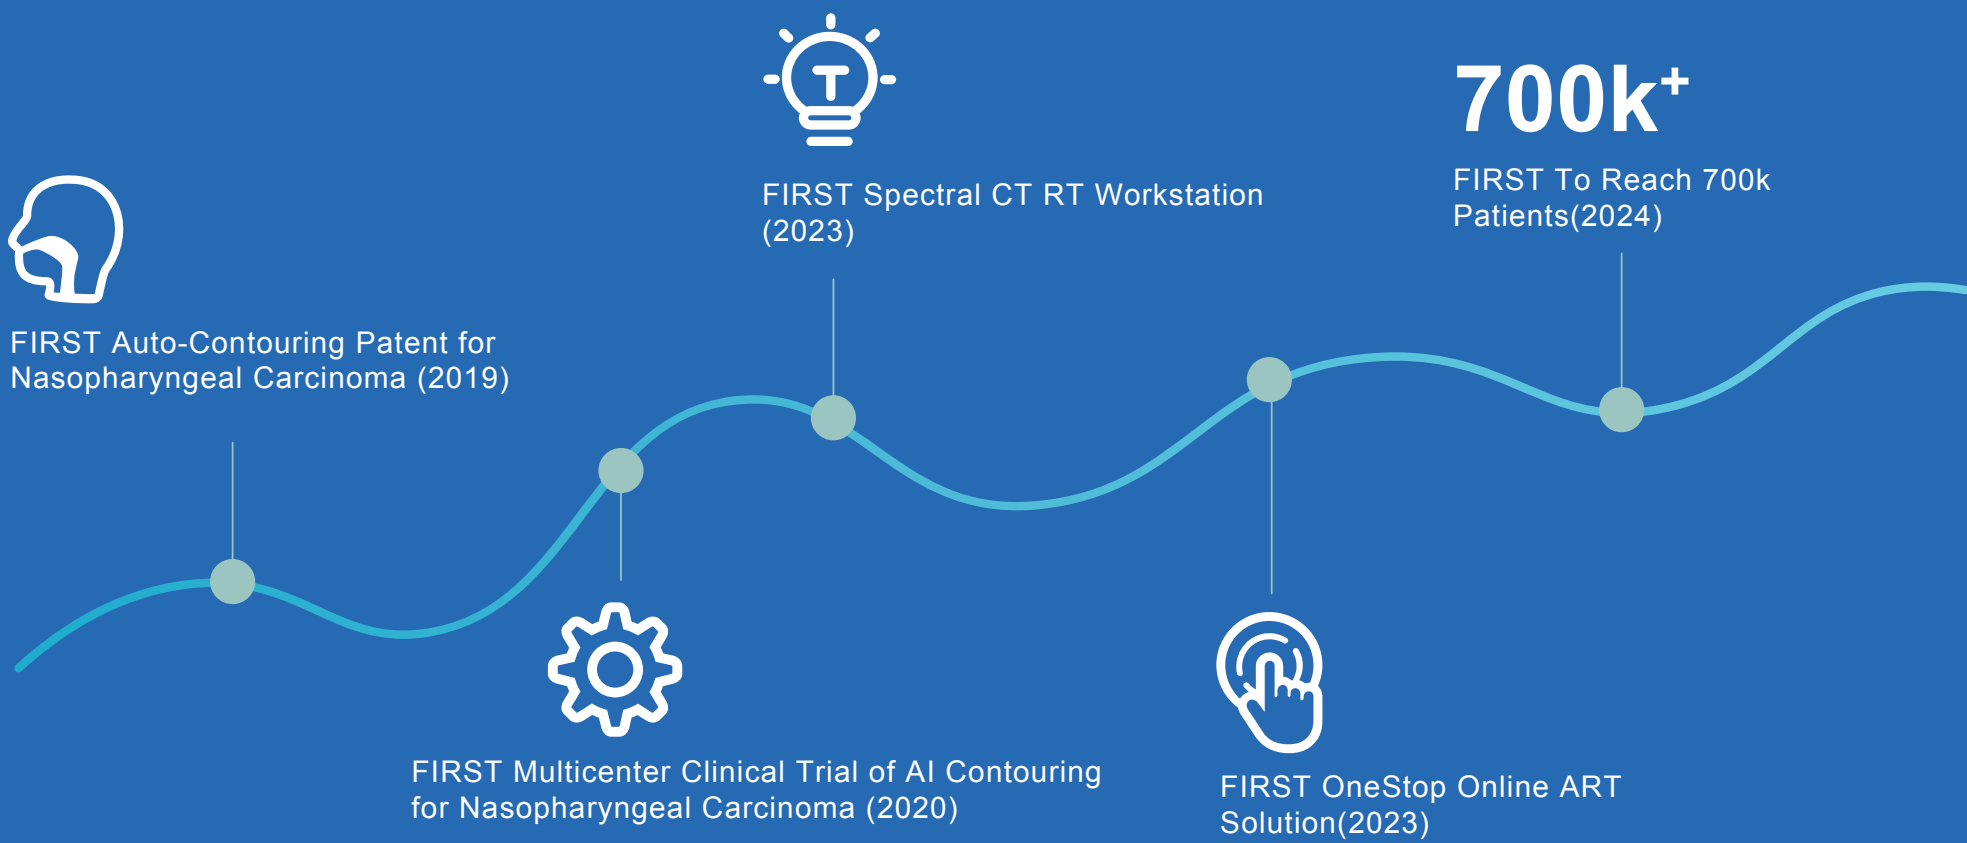 FIRST Auto-Contouring Patent for
Nasopharyngeal Carcinoma (2019)
FIRST Multicenter Clinical Trial of AI Contouring
for Nasopharyngeal Carcinoma (2020)
T
FIRST Spectral CT RT Workstation
(2023)
FIRST OneStop Online ART
Solution(2023)
700k+
FIRST To Reach 700k
Patients(2024)